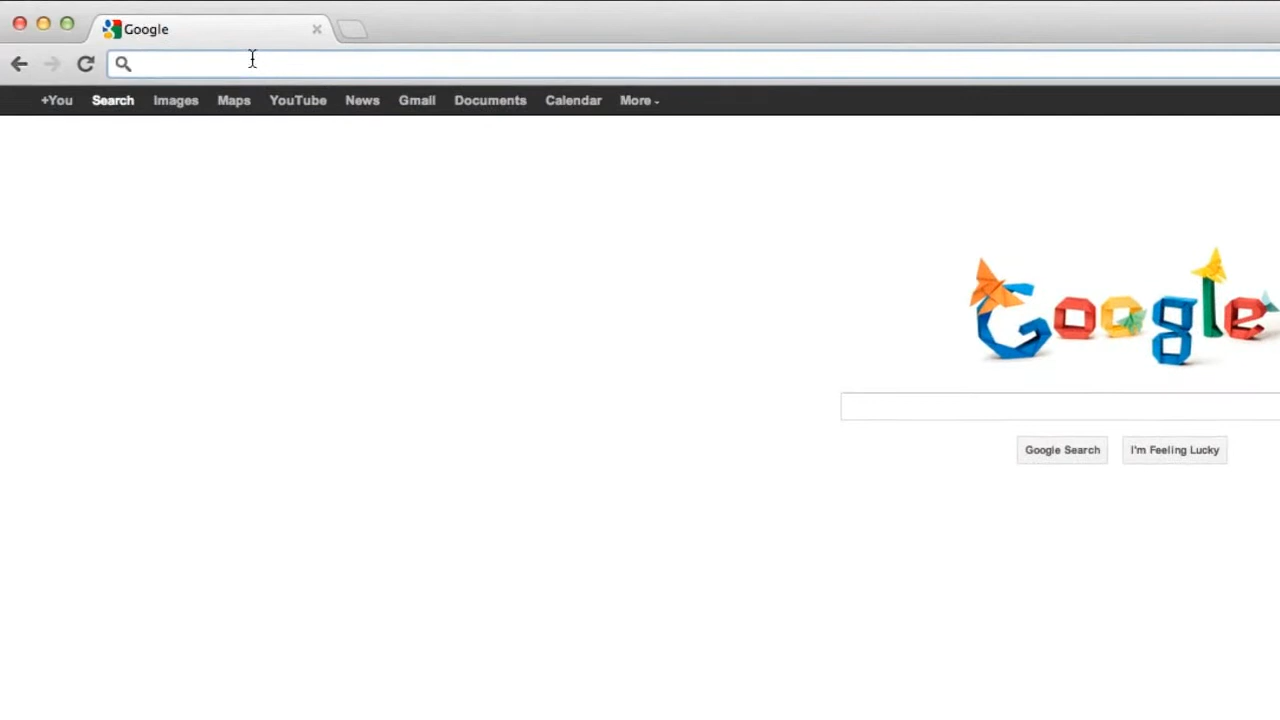 Google
+You Search Images Maps YouTube News Gmail Documents Calendar More
Google
Google Search I'm Feeling Lucky